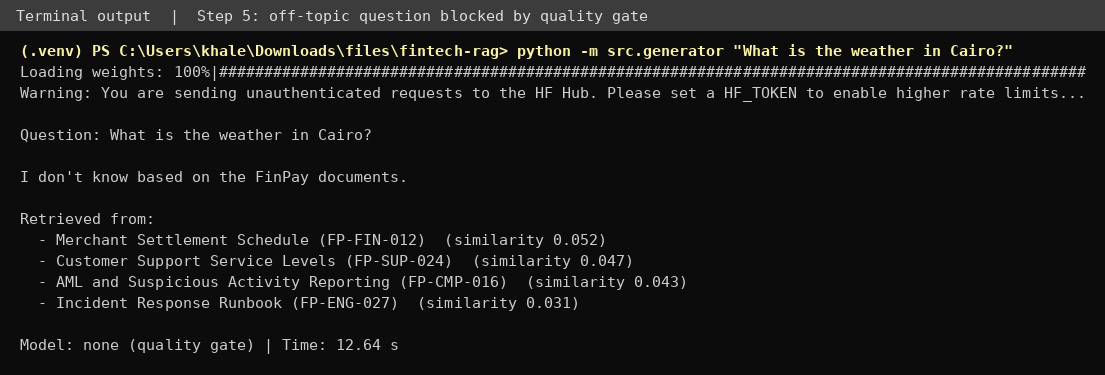 Terminal output  |  Step 5: off-topic question blocked by quality gate
(.venv) PS C:\Users\khale\Downloads\files\fintech-rag> python -m src.generator "What is the weather in Cairo?"
Loading weights: 100%|################################################################################################
Warning: You are sending unauthenticated requests to the HF Hub. Please set a HF_TOKEN to enable higher rate limits...
Question: What is the weather in Cairo?
I don't know based on the FinPay documents.
Retrieved from:
  - Merchant Settlement Schedule (FP-FIN-012)  (similarity 0.052)
  - Customer Support Service Levels (FP-SUP-024)  (similarity 0.047)
  - AML and Suspicious Activity Reporting (FP-CMP-016)  (similarity 0.043)
  - Incident Response Runbook (FP-ENG-027)  (similarity 0.031)
Model: none (quality gate) | Time: 12.64 s